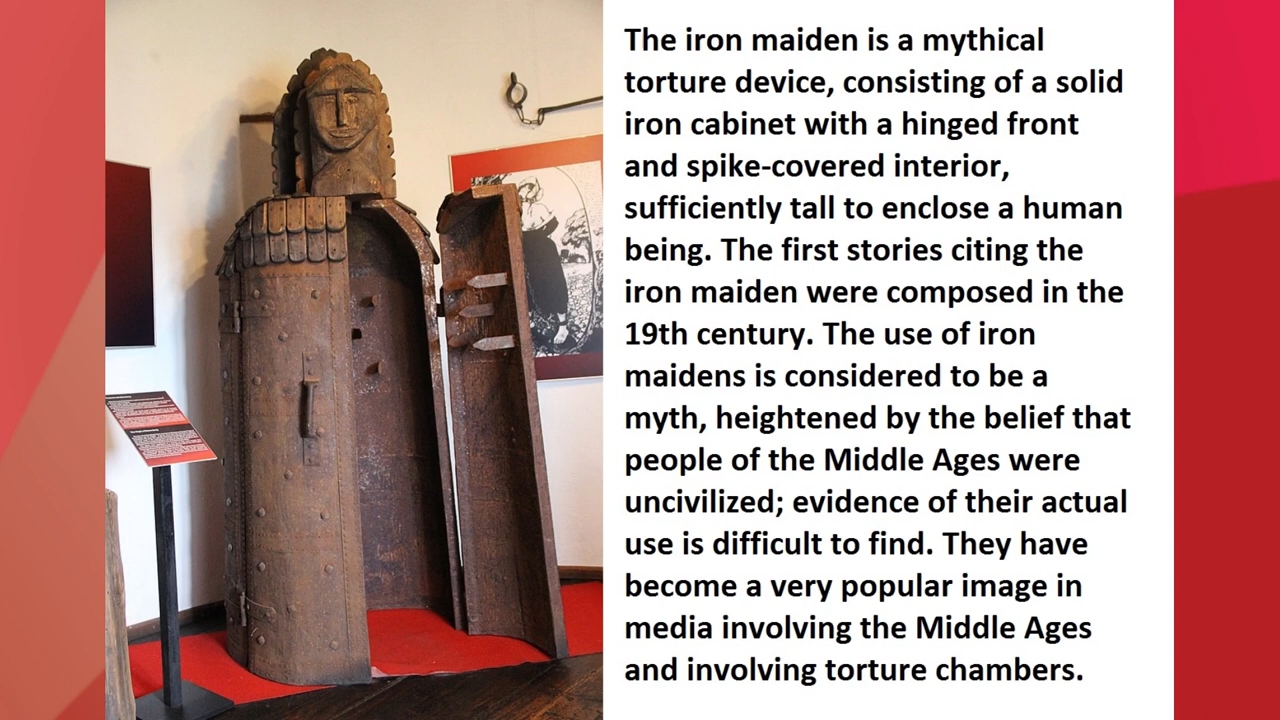 The iron maiden is a mythical
torture device, consisting of a solid
iron cabinet with a hinged front
and spike-covered interior,
sufficiently tall to enclose a human
being. The first stories citing the
iron maiden were composed in the
19th century. The use of iron
maidens is considered to be a
myth, heightened by the belief that
people of the Middle Ages were
uncivilized; evidence of their actual
use is difficult to find. They have
become a very popular image in
media involving the Middle Ages
and involving torture chambers.